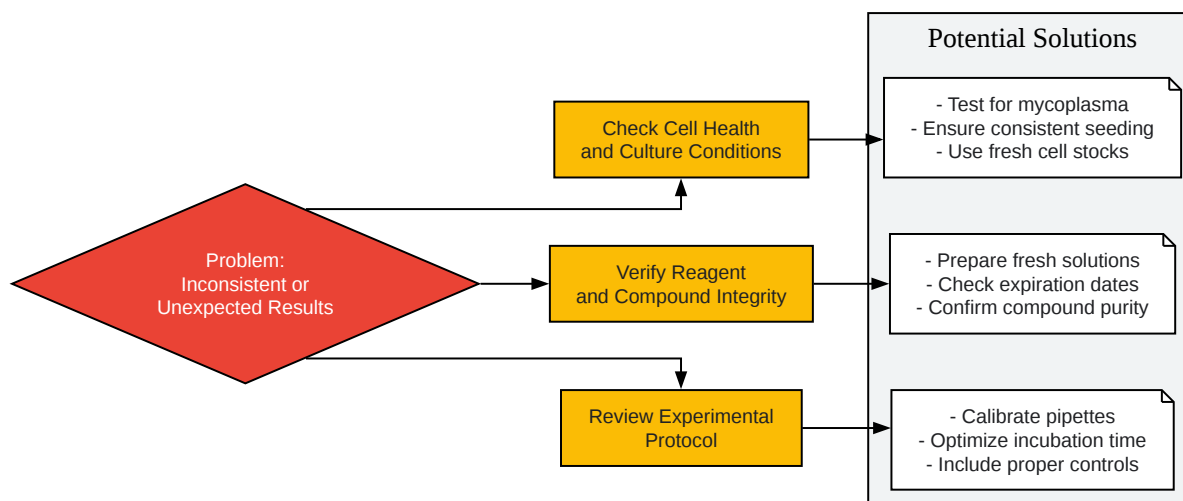 Potential Solutions
Problem:
Inconsistent or
Unexpected Results
Check Cell Health
and Culture Conditions
- Test for mycoplasma
- Ensure consistent seeding
- Use fresh cell stocks
Verify Reagent
and Compound Integrity
- Prepare fresh solutions
- Check expiration dates
- Confirm compound purity
Review Experimental
Protocol
- Calibrate pipettes
- Optimize incubation time
- Include proper controls